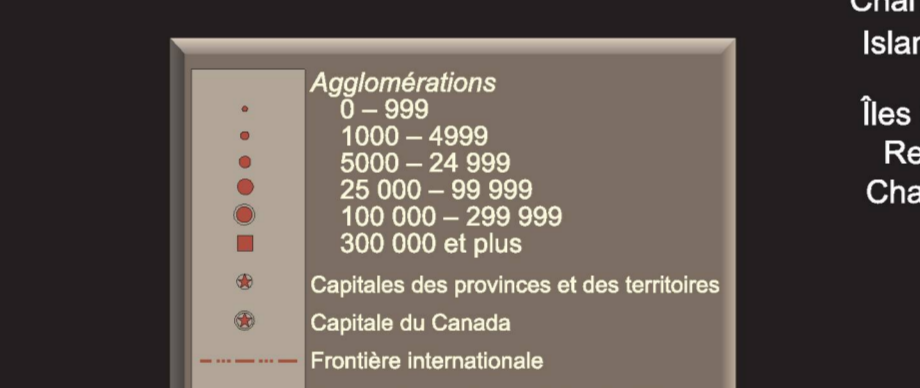 Agglomérations
0 – 999
1000 – 4999
5000 – 24 999
25 000 – 99 999
100 000 – 299 999
300 000 et plus
Capitales des provinces et des territoires
Capitale du Canada
Frontière internationale
Îles